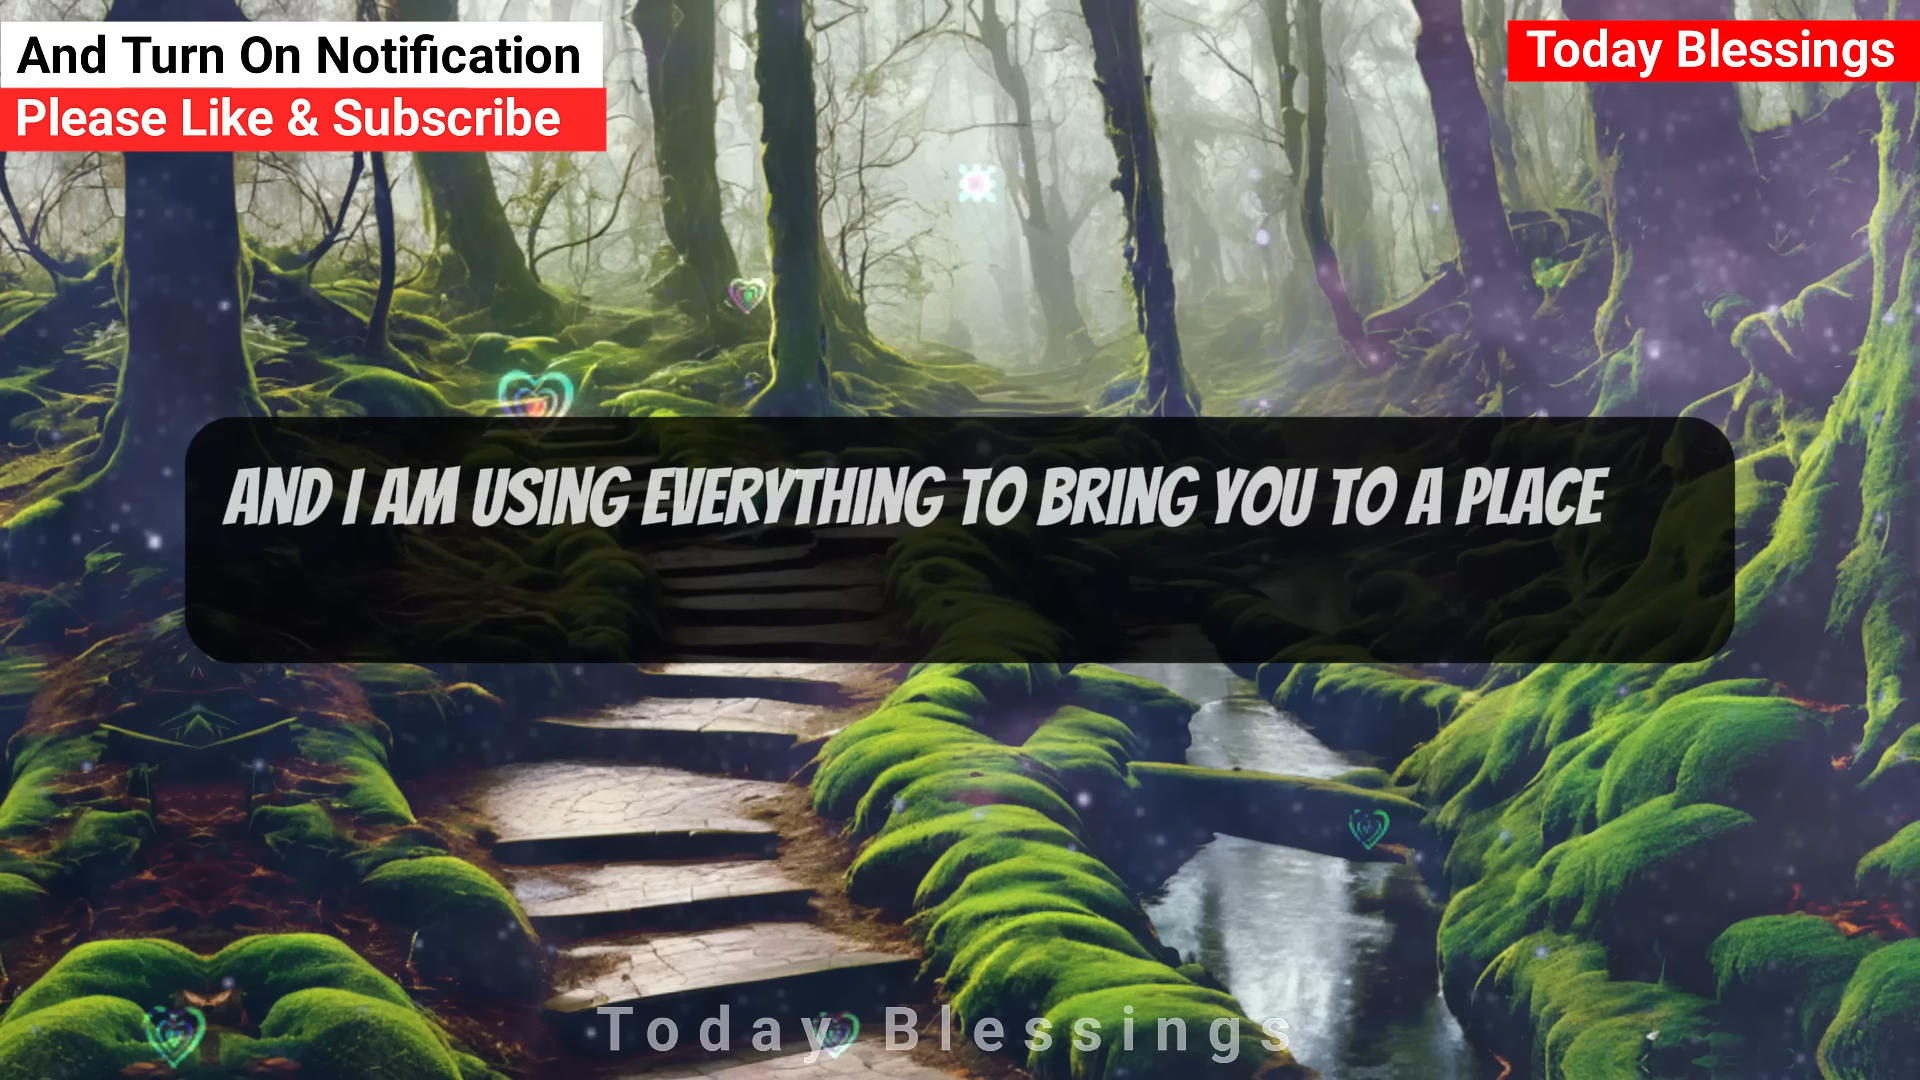 And Turn On Notification
Please Like & Subscribe
Today Blessings
AND I AM USING EVERYTHING TO BRING YOU TO A PLACE
Today Blessings